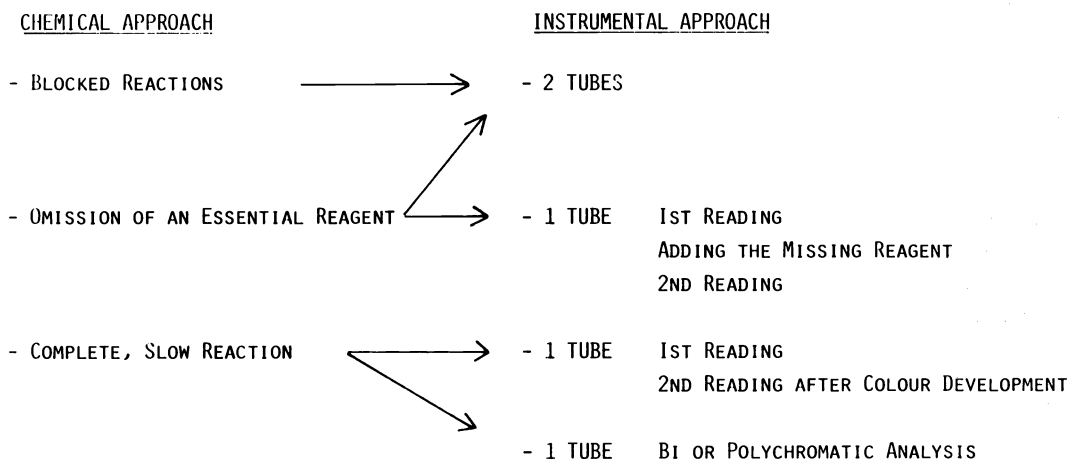 CHEMICAL APPROACH INSTRUMENTAL APPROACH
- BLOCKED REACTIONS - 2 TUBES
- OMISSION OF AN ESSENTIAL REAGENT - 1 TUBE 1ST READING
ADDING THE MISSING REAGENT
2ND READING
- COMPLETE, SLOW REACTION - 1 TUBE 1ST READING
2ND READING AFTER COLOUR DEVELOPMENT
- 1 TUBE BI OR POLYCHROMATIC ANALYSIS